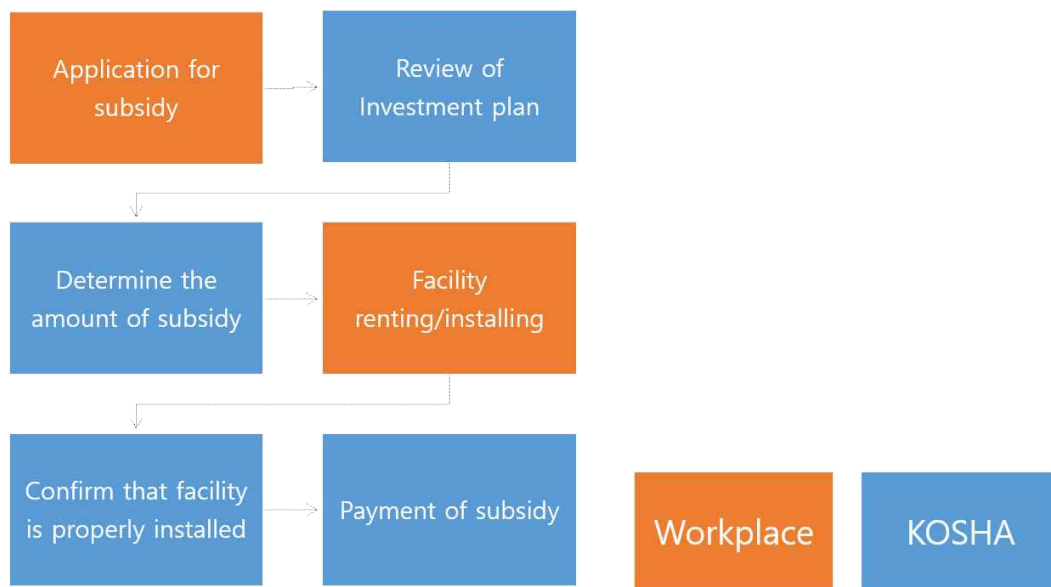 Application for
subsidy
Review of
Investment plan
Determine the
amount of subsidy
Facility
renting/installing
Confirm that facility
is properly installed
Payment of subsidy
Workplace
KOSHA